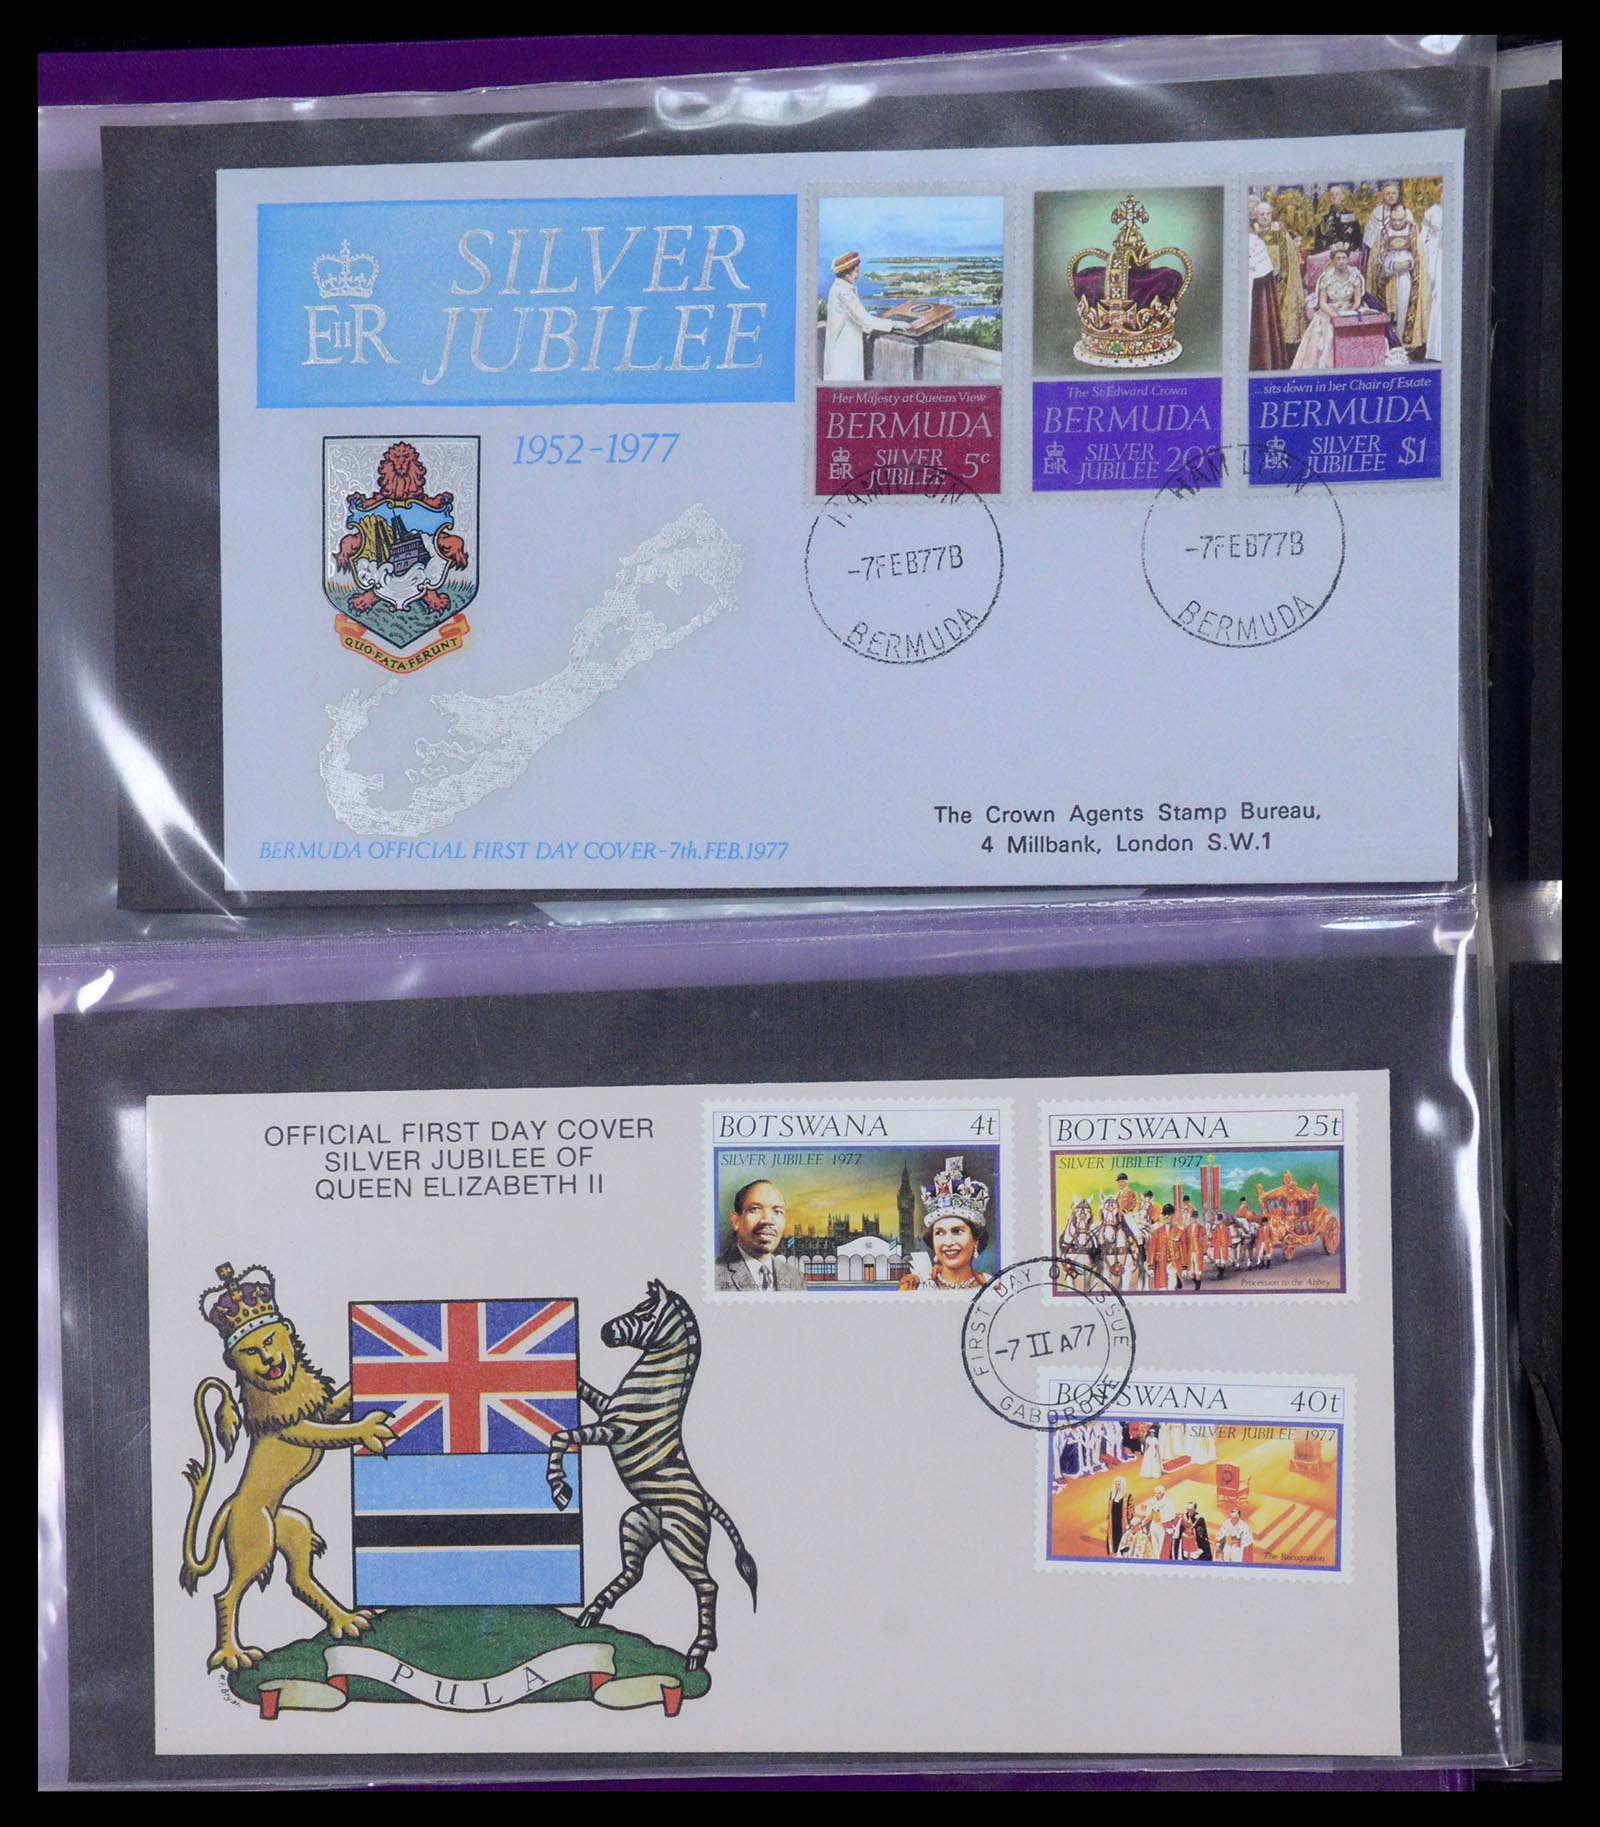 SILVER
JUBILEE
EIIR
1952-1977
QUO FATA FERUNT
BERMUDA OFFICIAL FIRST DAY COVER-7th.FEB.1977
Her Majesty at Queens View
BERMUDA
EIIR SILVER JUBILEE 5c
The St Edward Crown
BERMUDA
EIIR SILVER JUBILEE 20c
...sits down in her Chair of Estate
BERMUDA
EIIR SILVER JUBILEE $1
HAMILTON
-7FEB77B
BERMUDA
HAMILTON
-7FEB77B
BERMUDA
The Crown Agents Stamp Bureau,
4 Millbank, London S.W.1
OFFICIAL FIRST DAY COVER
SILVER JUBILEE OF
QUEEN ELIZABETH II
PULA
BOTSWANA 4t
SILVER JUBILEE 1977
BOTSWANA 25t
SILVER JUBILEE 1977
Procession to the Abbey
FIRST DAY OF ISSUE
-7 II A77
GABORONE
BOTSWANA 40t
SILVER JUBILEE 1977
The Recognition